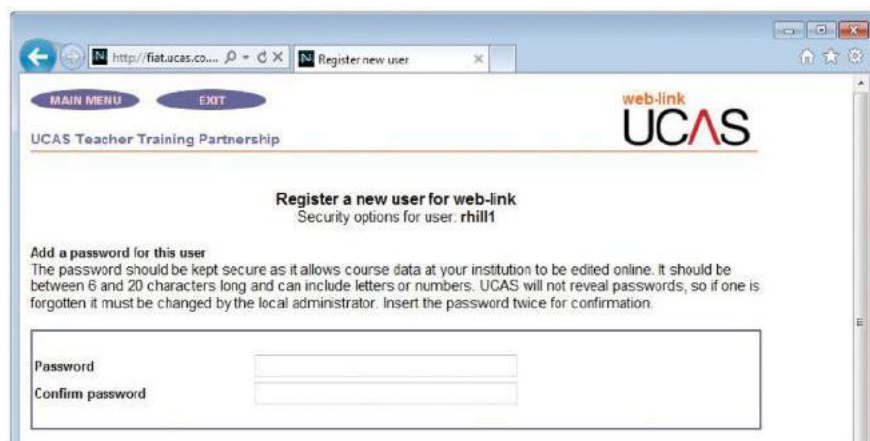 http://fiat.ucas.co....
Register new user
MAIN MENU EXIT
web-link
UCAS
UCAS Teacher Training Partnership
Register a new user for web-link
Security options for user: rhill1
Add a password for this user
The password should be kept secure as it allows course data at your institution to be edited online. It should be
between 6 and 20 characters long and can include letters or numbers. UCAS will not reveal passwords, so if one is
forgotten it must be changed by the local administrator. Insert the password twice for confirmation.
Password
Confirm password